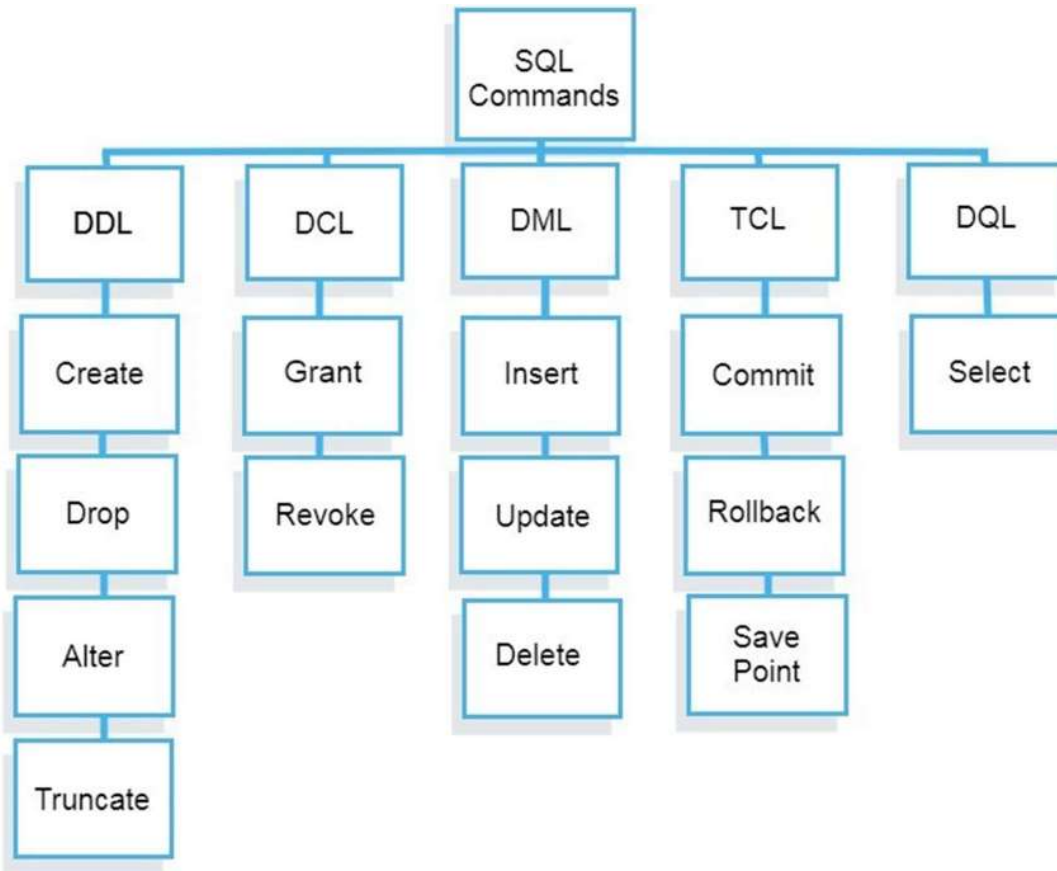 SQL
Commands
DDL
DCL
DML
TCL
DQL
Create
Grant
Insert
Commit
Select
Drop
Revoke
Update
Rollback
Alter
Delete
Save
Point
Truncate